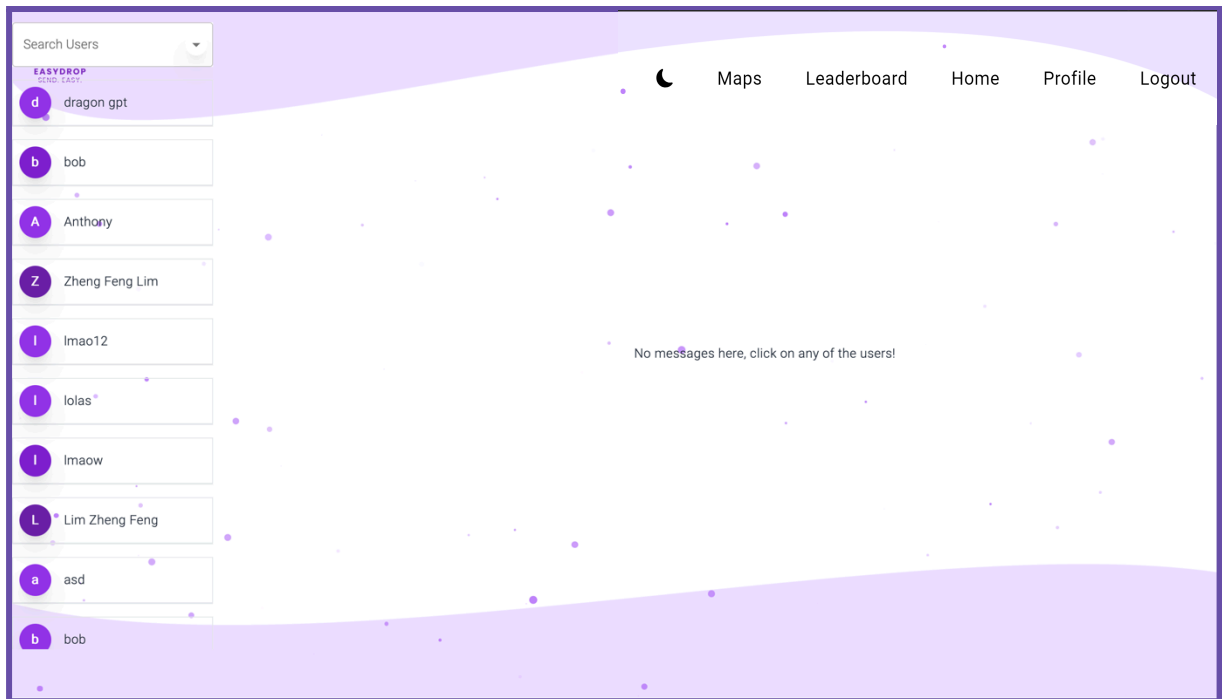 Search Users
EASYDROP
SEND. EASY.
Maps Leaderboard Home Profile Logout
d dragon gpt
b bob
A Anthony
Z Zheng Feng Lim
l lmao12
l lolas
l lmaow
L Lim Zheng Feng
a asd
b bob
No messages here, click on any of the users!